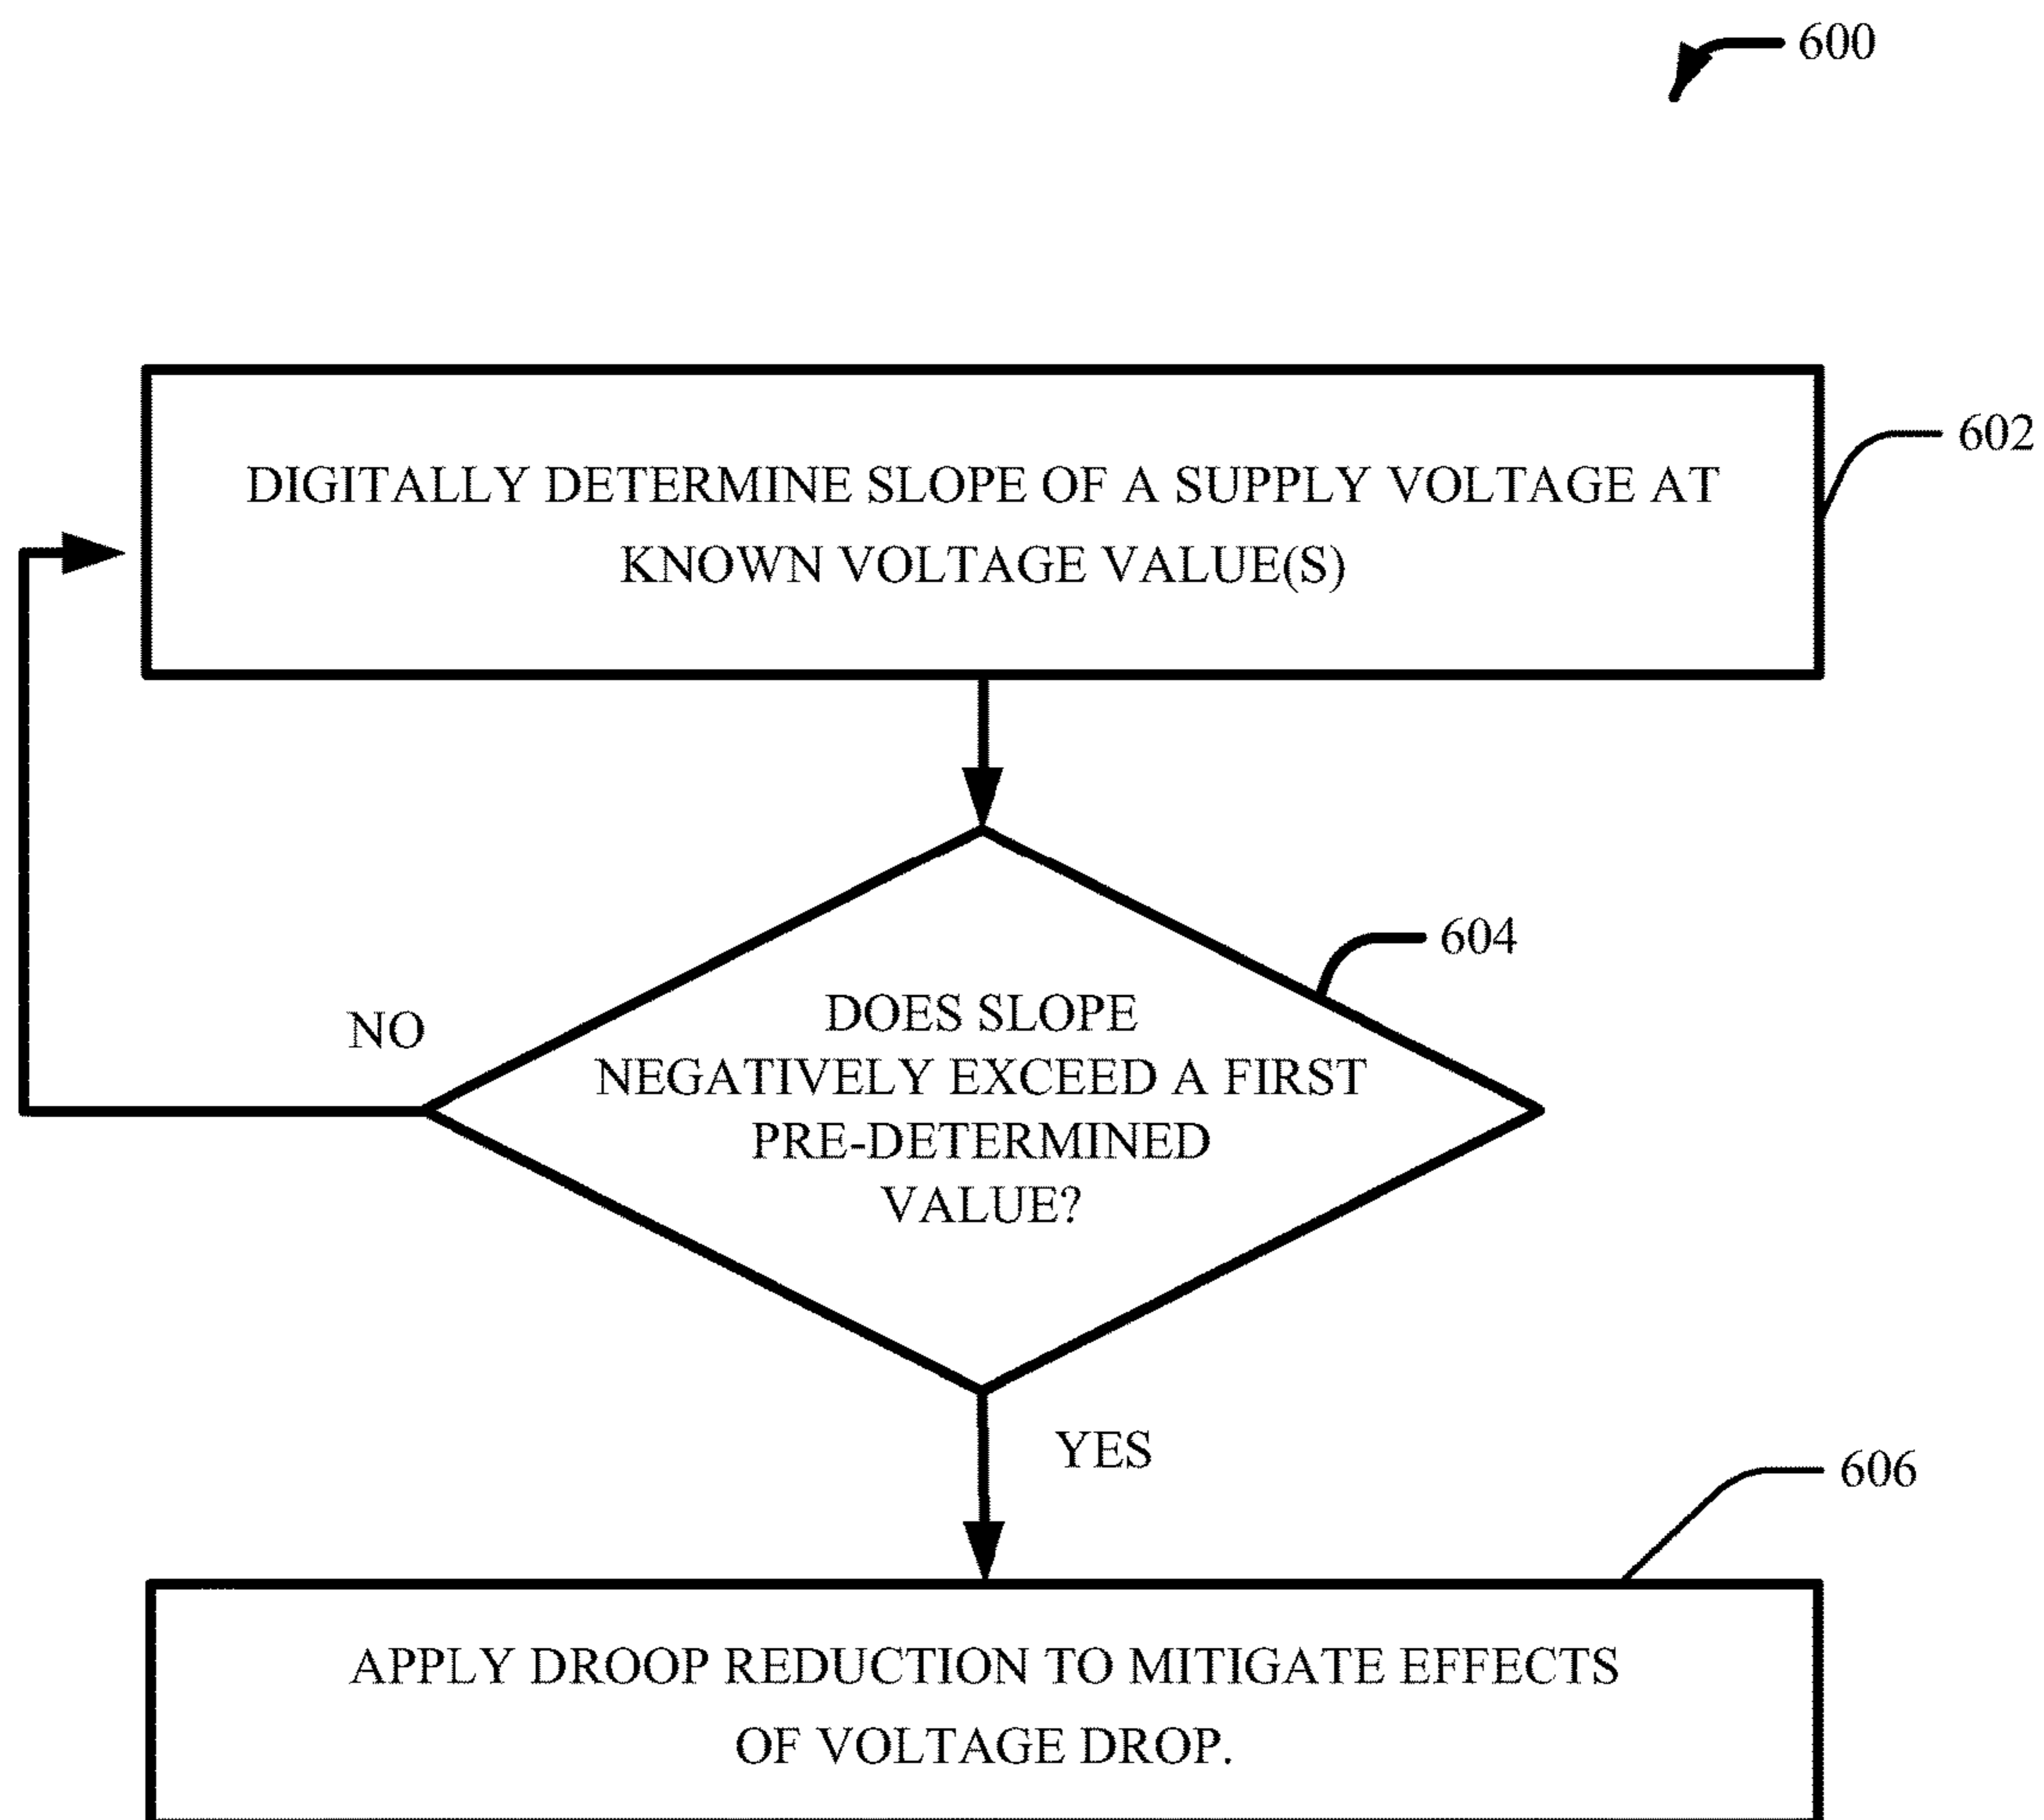 600
DIGITALLY DETERMINE SLOPE OF A SUPPLY VOLTAGE AT
KNOWN VOLTAGE VALUE(S)
602
604
DOES SLOPE
NEGATIVELY EXCEED A FIRST
PRE-DETERMINED
VALUE?
NO
YES
606
APPLY DROOP REDUCTION TO MITIGATE EFFECTS
OF VOLTAGE DROP.